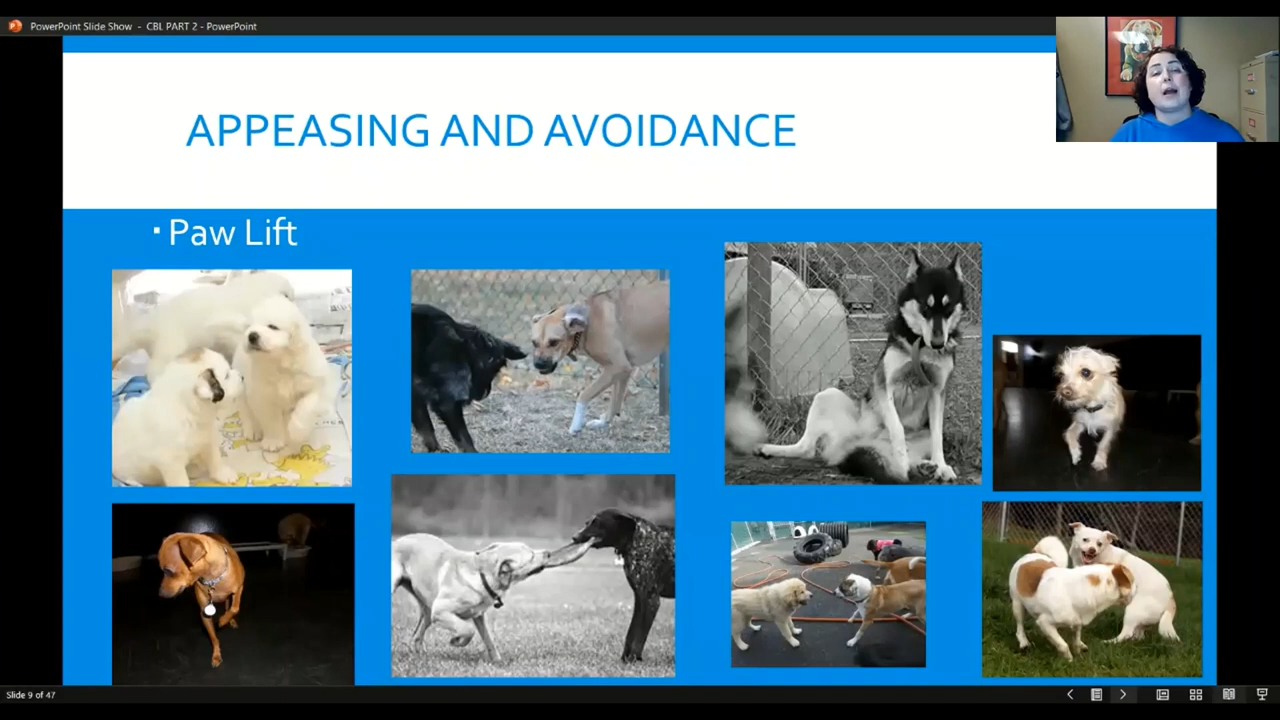 PowerPoint Slide Show - CBL PART 2 - PowerPoint
APPEASING AND AVOIDANCE
▪ Paw Lift
Slide 9 of 47